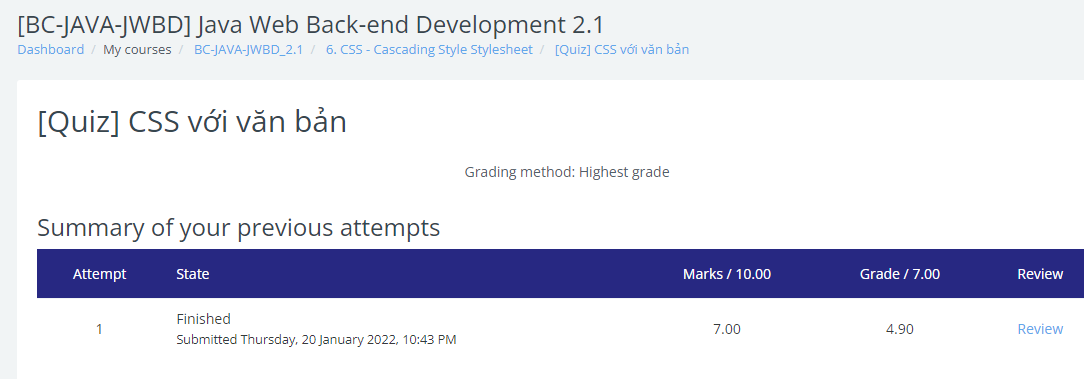 [BC-JAVA-JWBD] Java Web Back-end Development 2.1
Dashboard / My courses / BC-JAVA-JWBD_2.1 / 6. CSS - Cascading Style Stylesheet / [Quiz] CSS với văn bản
[Quiz] CSS với văn bản
Grading method: Highest grade
Summary of your previous attempts
Attempt State Marks / 10.00 Grade / 7.00 Review
1 Finished 7.00 4.90 Review
Submitted Thursday, 20 January 2022, 10:43 PM